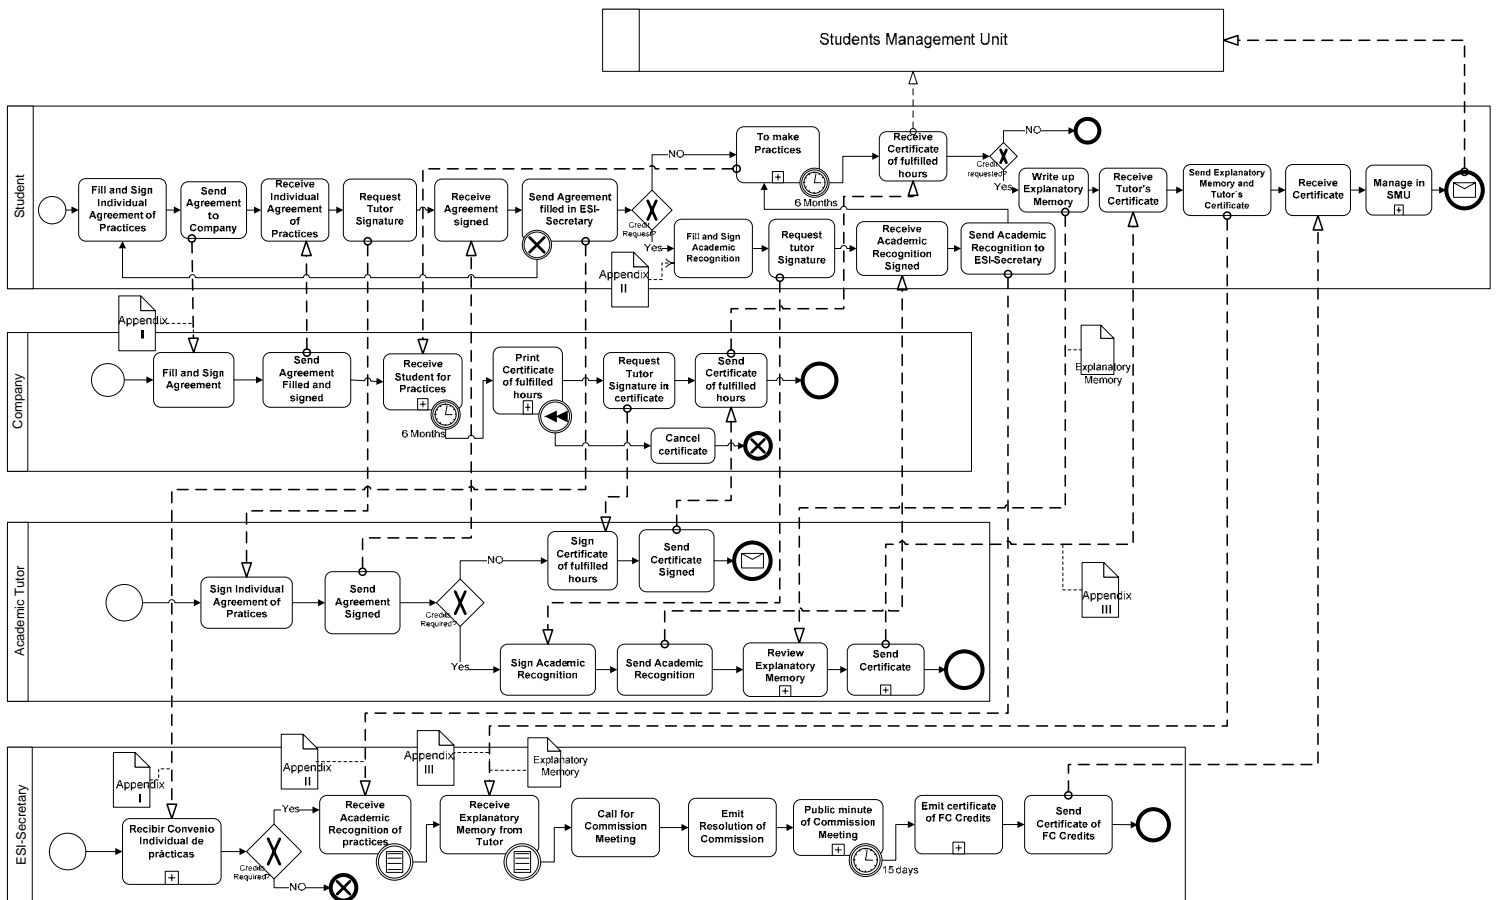 Students Management Unit
Student
Fill and Sign
Individual
Agreement of
Practices
Send
Agreement
to
Company
Receive
Individual
Agreement
of
Practices
Request
Tutor
Signature
Receive
Agreement
signed
Send Agreement
filled in ESI-
Secretary
Credit
Request?
NO
Yes
To make
Practices
6 Months
Receive
Certificate
of fulfilled
hours
Credit
requested?
NO
Yes
Write up
Explanatory
Memory
Receive
Tutor's
Certificate
Send Explanatory
Memory and
Tutor´s
Certificate
Receive
Certificate
Manage in
SMU
Appendix
II
Fill and Sign
Academic
Recognition
Request
tutor
Signature
Receive
Academic
Recognition
Signed
Send Academic
Recognition to
ESI-Secretary
Appendix
I
Company
Fill and Sign
Agreement
Send
Agreement
Filled and
signed
Receive
Student for
Practices
6 Months
Print
Certificate
of fulfilled
hours
Request
Tutor
Signature in
certificate
Send
Certificate
of fulfilled
hours
Cancel
certificate
Explanatory
Memory
Academic Tutor
Sign Individual
Agreement of
Pratices
Send
Agreement
Signed
Credit
Required?
NO
Yes
Sign
Certificate
of fulfilled
hours
Send
Certificate
Signed
Sign Academic
Recognition
Send Academic
Recognition
Review
Explanatory
Memory
Send
Certificate
Appendix
III
ESI-Secretary
Appendix
I
Appendix
II
Appendix
III
Explanatory
Memory
Recibir Convenio
Individual de
prácticas
Credit
Required?
Yes
NO
Receive
Academic
Recognition of
practices
Receive
Explanatory
Memory from
Tutor
Call for
Commission
Meeting
Emit
Resolution of
Commission
Public minute
of Commission
Meeting
15 days
Emit certificate
of FC Credits
Send
Certificate of
FC Credits